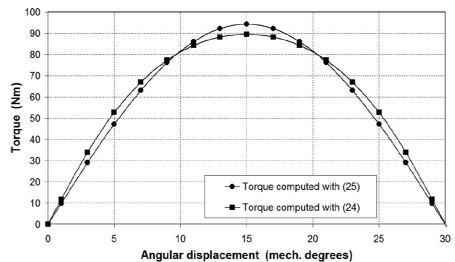 100
90
80
70
60
50
40
30
20
10
0
Torque (Nm)
Torque computed with (25)
Torque computed with (24)
0 5 10 15 20 25 30
Angular displacement (mech. degrees)